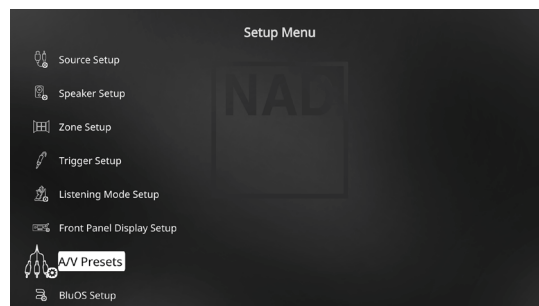 Setup Menu
NAD
Source Setup
Speaker Setup
Zone Setup
Trigger Setup
Listening Mode Setup
Front Panel Display Setup
A/V Presets
BluOS Setup